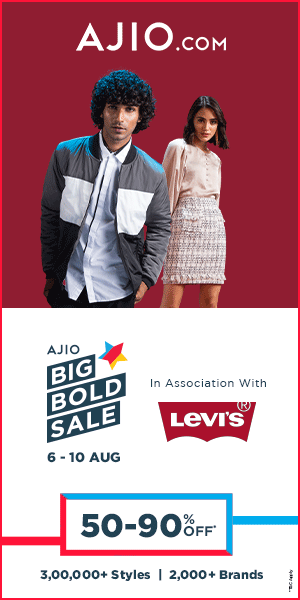 AJIO.COM
AJIO
BIG
BOLD
SALE
6 - 10 AUG
In Association With
LEVI'S®
50-90% OFF*
3,00,000+ Styles | 2,000+ Brands
*T&C Apply